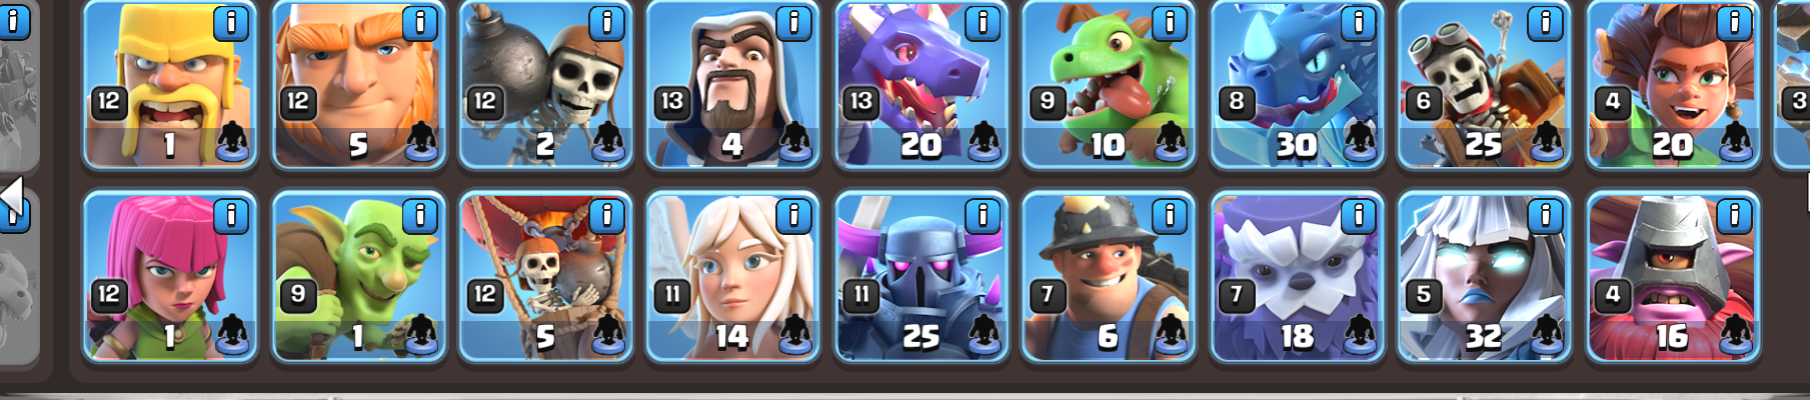 i i i i i i i i i i
12 12 12 13 13 9 8 6 4 3
1 5 2 4 20 10 30 25 20
i i i i i i i i i i
12 9 12 11 11 7 7 5 4
1 1 5 14 25 6 18 32 16